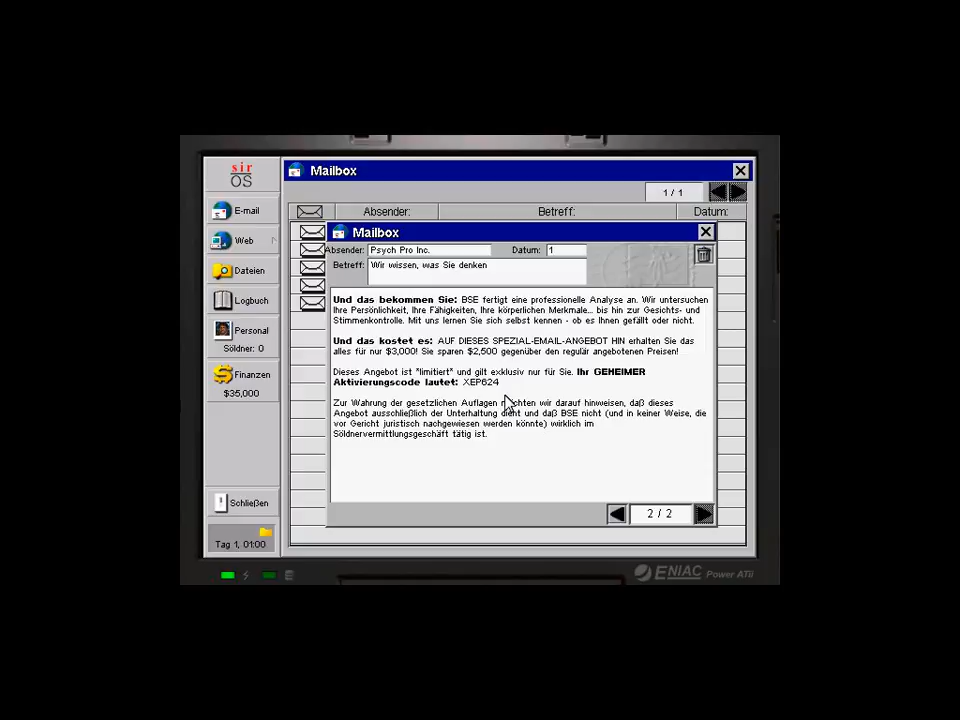 sir
OS
Mailbox
1 / 1
E-mail
Absender:
Betreff:
Datum:
Mailbox
Web
Absender:
Psych Pro Inc.
Datum:
1
Betreff:
Wir wissen, was Sie denken
Dateien
Logbuch
Personal
Söldner: 0
Finanzen
$35,000
Und das bekommen Sie: BSE fertigt eine professionelle Analyse an. Wir untersuchen
Ihre Persönlichkeit, Ihre Fähigkeiten, Ihre körperlichen Merkmale... bis hin zur Gesichts- und
Stimmenkontrolle. Mit uns lernen Sie sich selbst kennen - ob es Ihnen gefällt oder nicht.
Und das kostet es: AUF DIESES SPEZIAL-EMAIL-ANGEBOT HIN erhalten Sie das
alles für nur $3,000! Sie sparen $2,500 gegenüber den regulär angebotenen Preisen!
Dieses Angebot ist *limitiert* und gilt exklusiv nur für Sie. Ihr GEHEIMER
Aktivierungscode lautet: XEP624
Zur Wahrung der gesetzlichen Auflagen möchten wir darauf hinweisen, daß dieses
Angebot ausschließlich der Unterhaltung dient und daß BSE nicht (und in keiner Weise, die
vor Gericht juristisch nachgewiesen werden könnte) wirklich im
Söldnervermittlungsgeschäft tätig ist.
2 / 2
Schließen
Tag 1, 01:00
ENIAC Power ATil